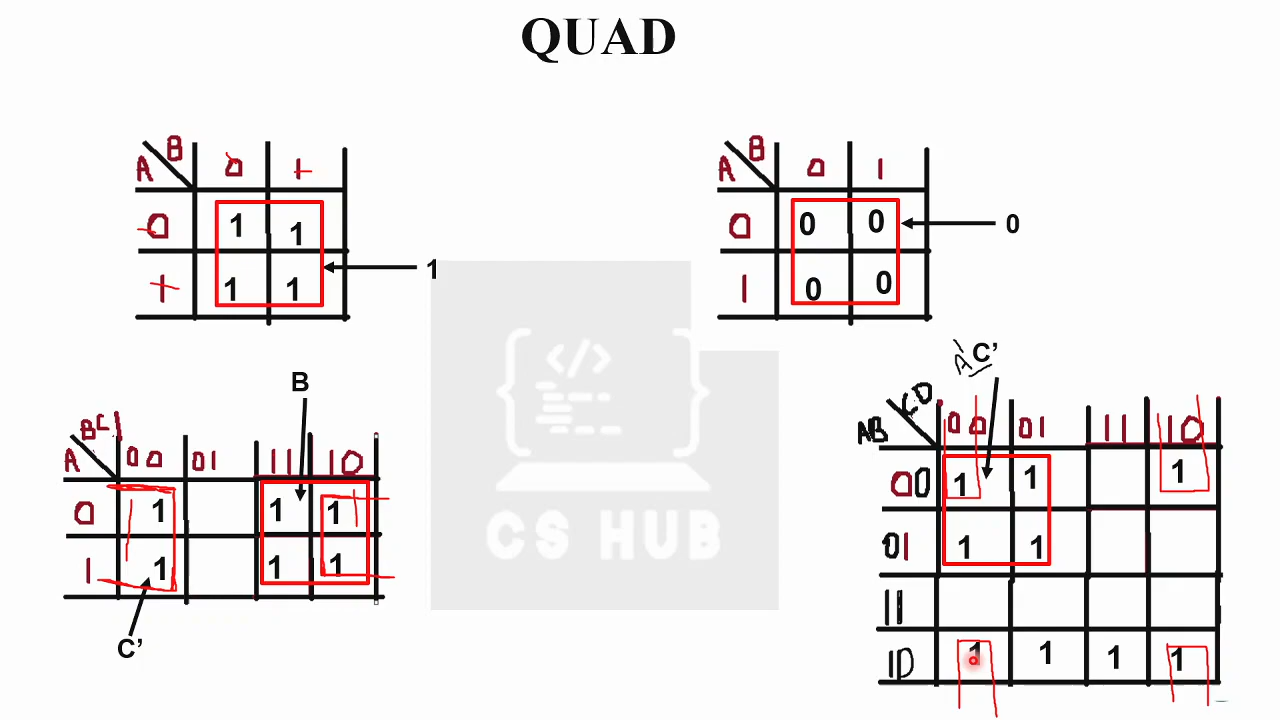 QUAD
A B 0 1
0 1 1
1 1 1
1
A B 0 1
0 0 0
1 0 0
0
B
A BC 00 01 11 10
0 1 1 1
1 1 1 1
C’
A'C’
AB CD 00 01 11 10
00 1 1 1
01 1 1
11
10 1 1 1 1
{</>}
CS HUB